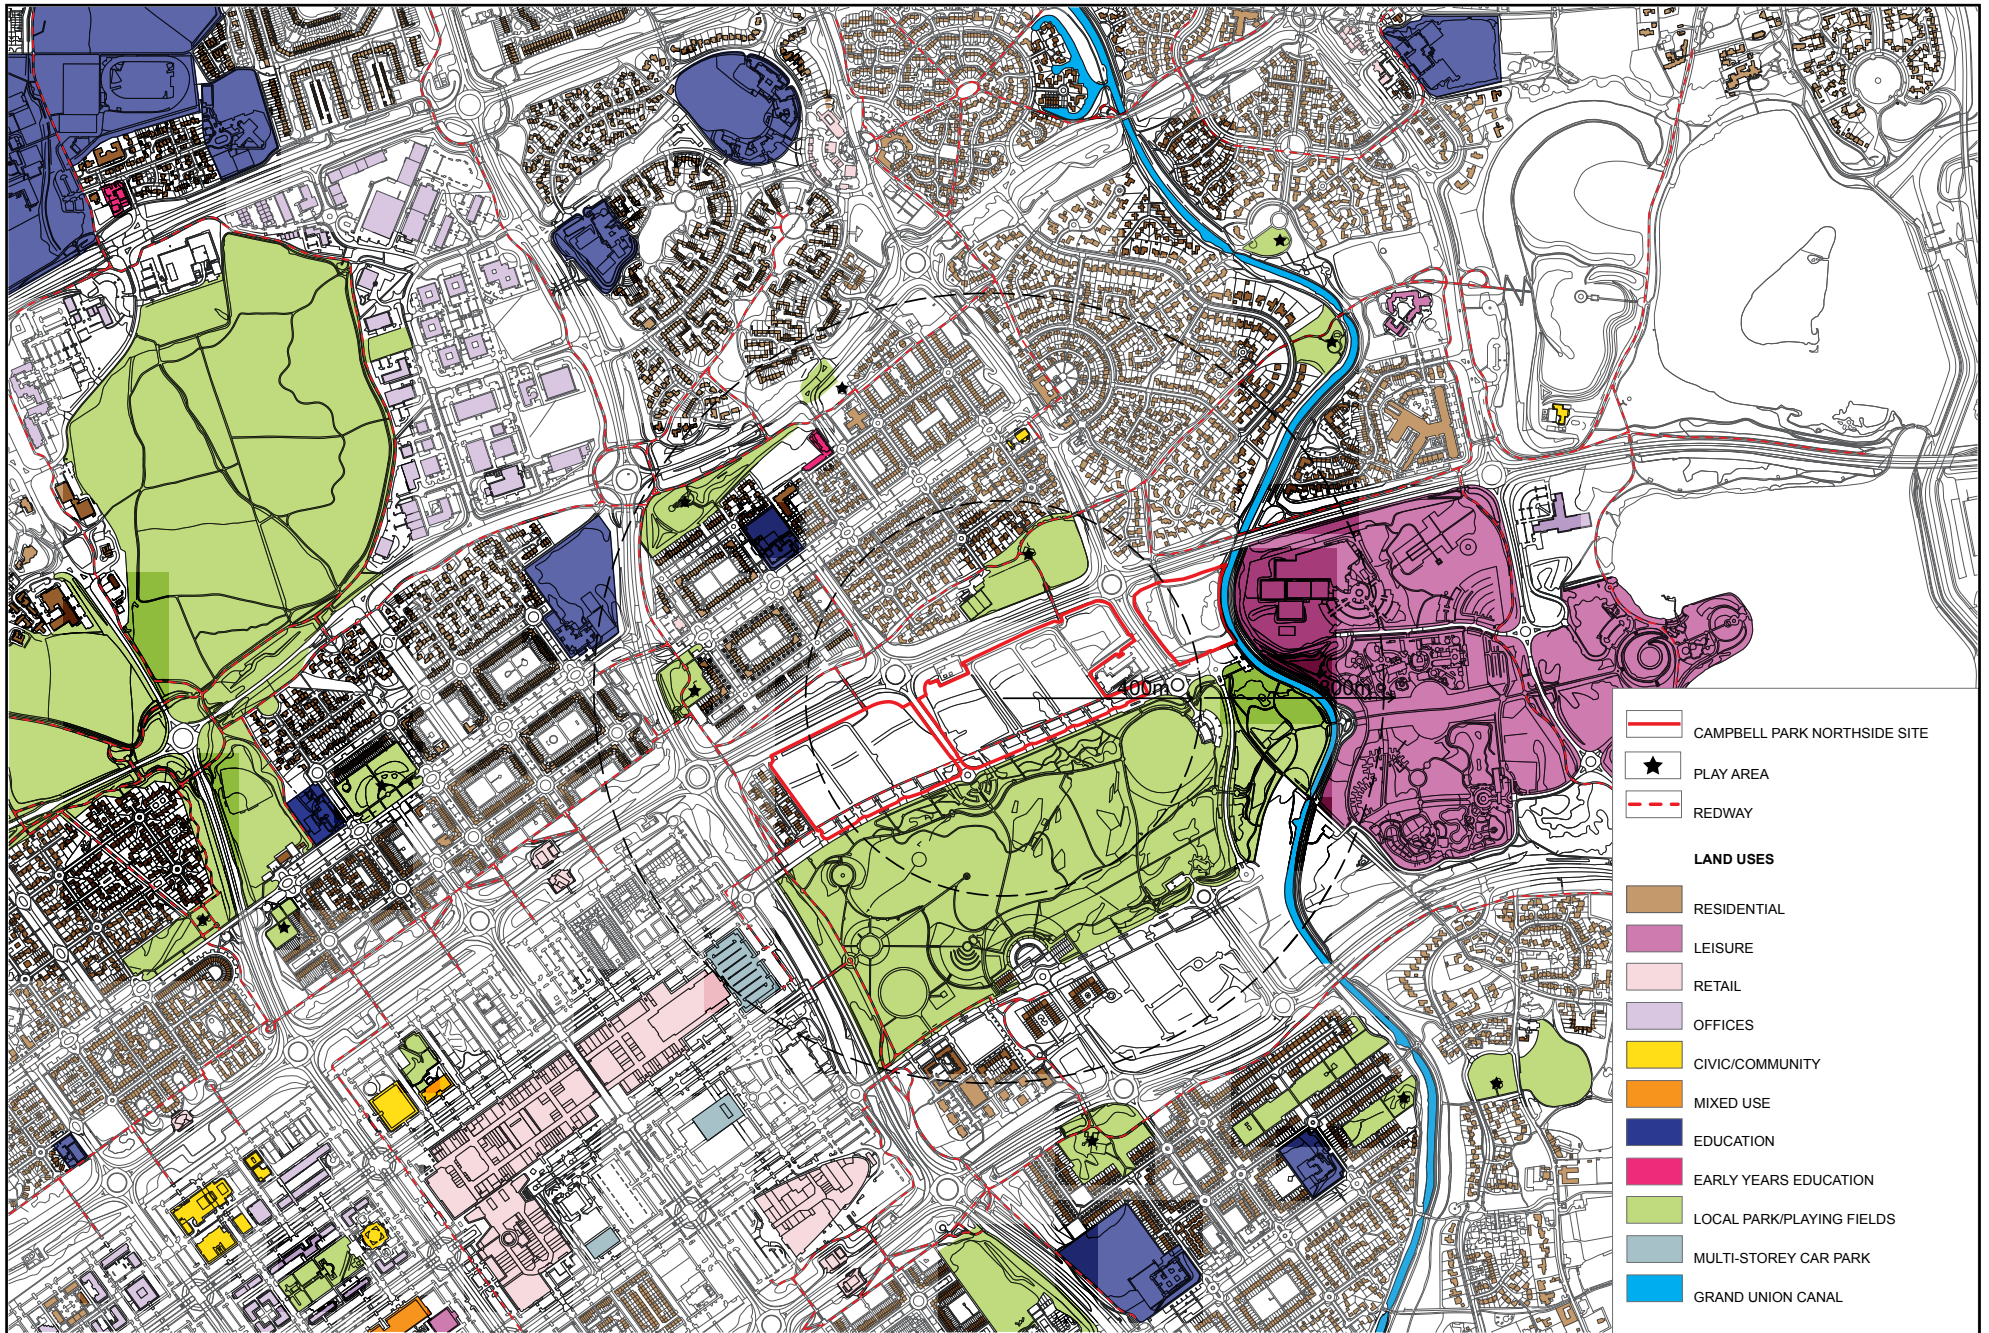 400m
800m
CAMPBELL PARK NORTHSIDE SITE
PLAY AREA
REDWAY
LAND USES
RESIDENTIAL
LEISURE
RETAIL
OFFICES
CIVIC/COMMUNITY
MIXED USE
EDUCATION
EARLY YEARS EDUCATION
LOCAL PARK/PLAYING FIELDS
MULTI-STOREY CAR PARK
GRAND UNION CANAL